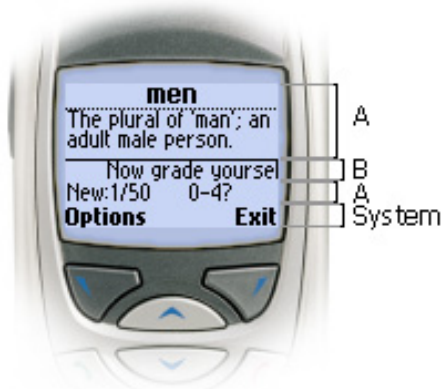 men
The plural of 'man'; an
adult male person.
Now grade yoursel
New:1/50 0-4?
Options Exit
A
B
A
System